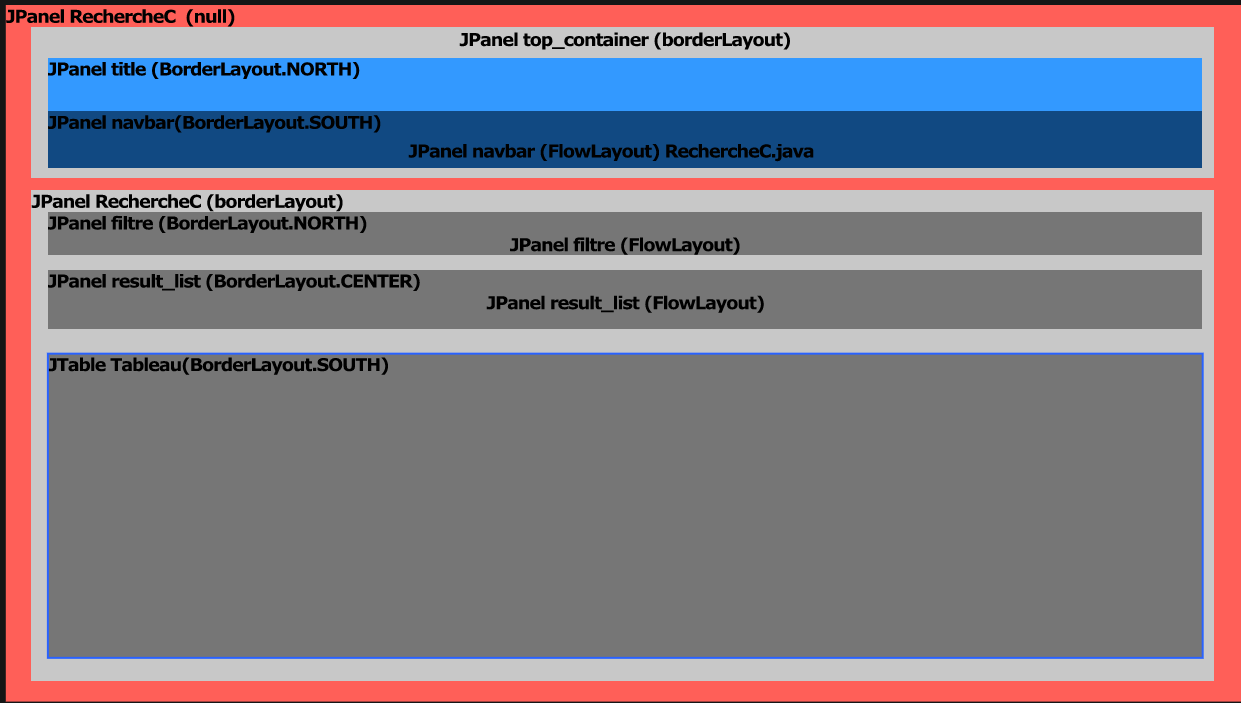 JPanel RechercheC (null)
JPanel top_container (borderLayout)
JPanel title (BorderLayout.NORTH)
JPanel navbar(BorderLayout.SOUTH)
JPanel navbar (FlowLayout) RechercheC.java
JPanel RechercheC (borderLayout)
JPanel filtre (BorderLayout.NORTH)
JPanel filtre (FlowLayout)
JPanel result_list (BorderLayout.CENTER)
JPanel result_list (FlowLayout)
JTable Tableau(BorderLayout.SOUTH)